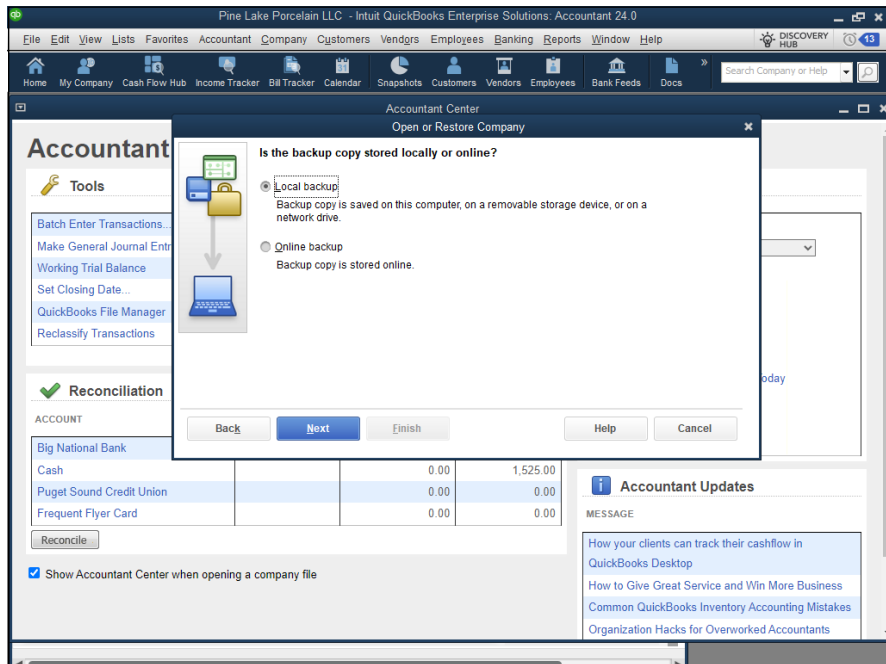 Pine Lake Porcelain LLC - Intuit QuickBooks Enterprise Solutions: Accountant 24.0
File Edit View Lists Favorites Accountant Company Customers Vendors Employees Banking Reports Window Help
DISCOVERY HUB
13
Home My Company Cash Flow Hub Income Tracker Bill Tracker Calendar Snapshots Customers Vendors Employees Bank Feeds Docs
Search Company or Help
Accountant Center
Open or Restore Company
Accountant
Is the backup copy stored locally or online?
Local backup
Backup copy is saved on this computer, on a removable storage device, or on a
network drive.
Online backup
Backup copy is stored online.
Back Next Finish Help Cancel
Tools
Batch Enter Transactions...
Make General Journal Entr
Working Trial Balance
Set Closing Date...
QuickBooks File Manager
Reclassify Transactions
oday
Reconciliation
ACCOUNT
Big National Bank
Cash 0.00 1,525.00
Puget Sound Credit Union 0.00 0.00
Frequent Flyer Card 0.00 0.00
Reconcile
Show Accountant Center when opening a company file
Accountant Updates
MESSAGE
How your clients can track their cashflow in
QuickBooks Desktop
How to Give Great Service and Win More Business
Common QuickBooks Inventory Accounting Mistakes
Organization Hacks for Overworked Accountants